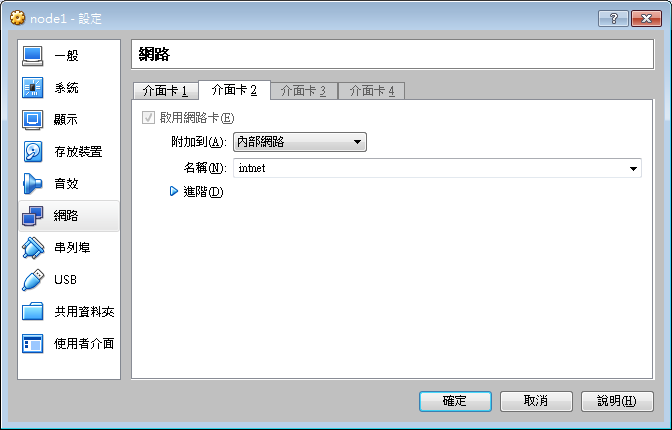 node1 - 設定
一般
系統
顯示
存放裝置
音效
網路
串列埠
USB
共用資料夾
使用者介面
網路
介面卡 1 介面卡 2 介面卡 3 介面卡 4
啟用網路卡(E)
附加到(A): 內部網路
名稱(N): intnet
進階(D)
確定 取消 說明(H)